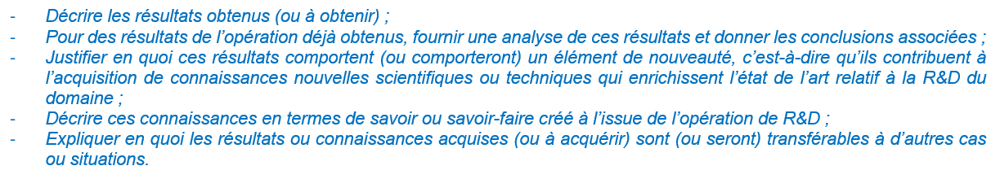 - Décrire les résultats obtenus (ou à obtenir) ;
- Pour des résultats de l'opération déjà obtenus, fournir une analyse de ces résultats et donner les conclusions associées ;
- Justifier en quoi ces résultats comportent (ou comporteront) un élément de nouveauté, c'est-à-dire qu'ils contribuent à
l'acquisition de connaissances nouvelles scientifiques ou techniques qui enrichissent l'état de l'art relatif à la R&D du
domaine ;
- Décrire ces connaissances en termes de savoir ou savoir-faire créé à l'issue de l'opération de R&D ;
- Expliquer en quoi les résultats ou connaissances acquises (ou à acquérir) sont (ou seront) transférables à d'autres cas
ou situations.